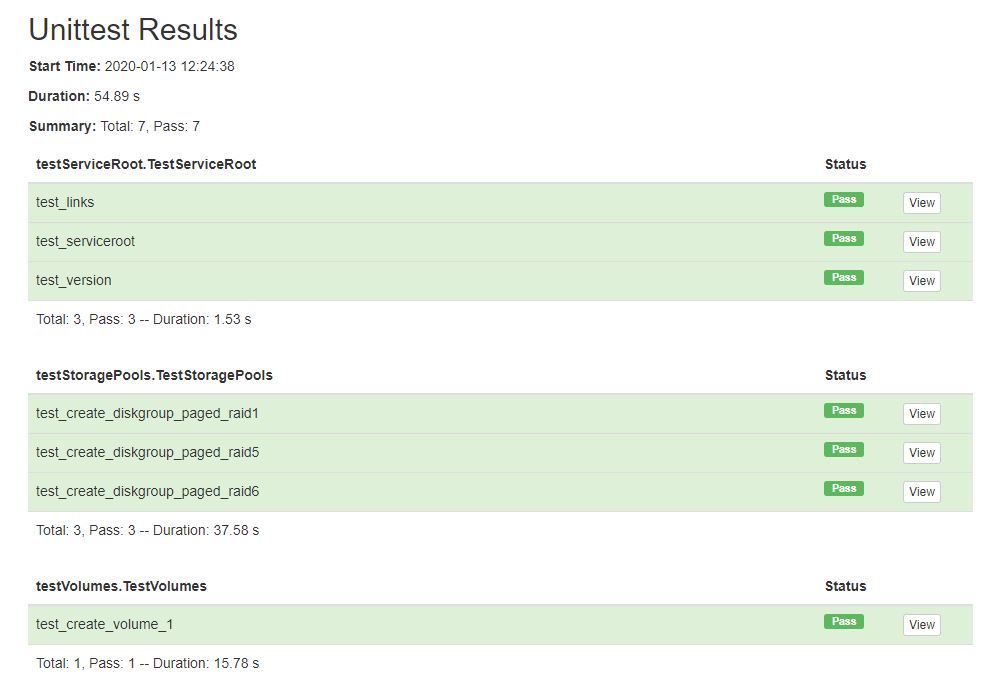 Unittest Results
Start Time: 2020-01-13 12:24:38
Duration: 54.89 s
Summary: Total: 7, Pass: 7
testServiceRoot.TestServiceRoot Status
test_links Pass View
test_serviceroot Pass View
test_version Pass View
Total: 3, Pass: 3 -- Duration: 1.53 s
testStoragePools.TestStoragePools Status
test_create_diskgroup_paged_raid1 Pass View
test_create_diskgroup_paged_raid5 Pass View
test_create_diskgroup_paged_raid6 Pass View
Total: 3, Pass: 3 -- Duration: 37.58 s
testVolumes.TestVolumes Status
test_create_volume_1 Pass View
Total: 1, Pass: 1 -- Duration: 15.78 s